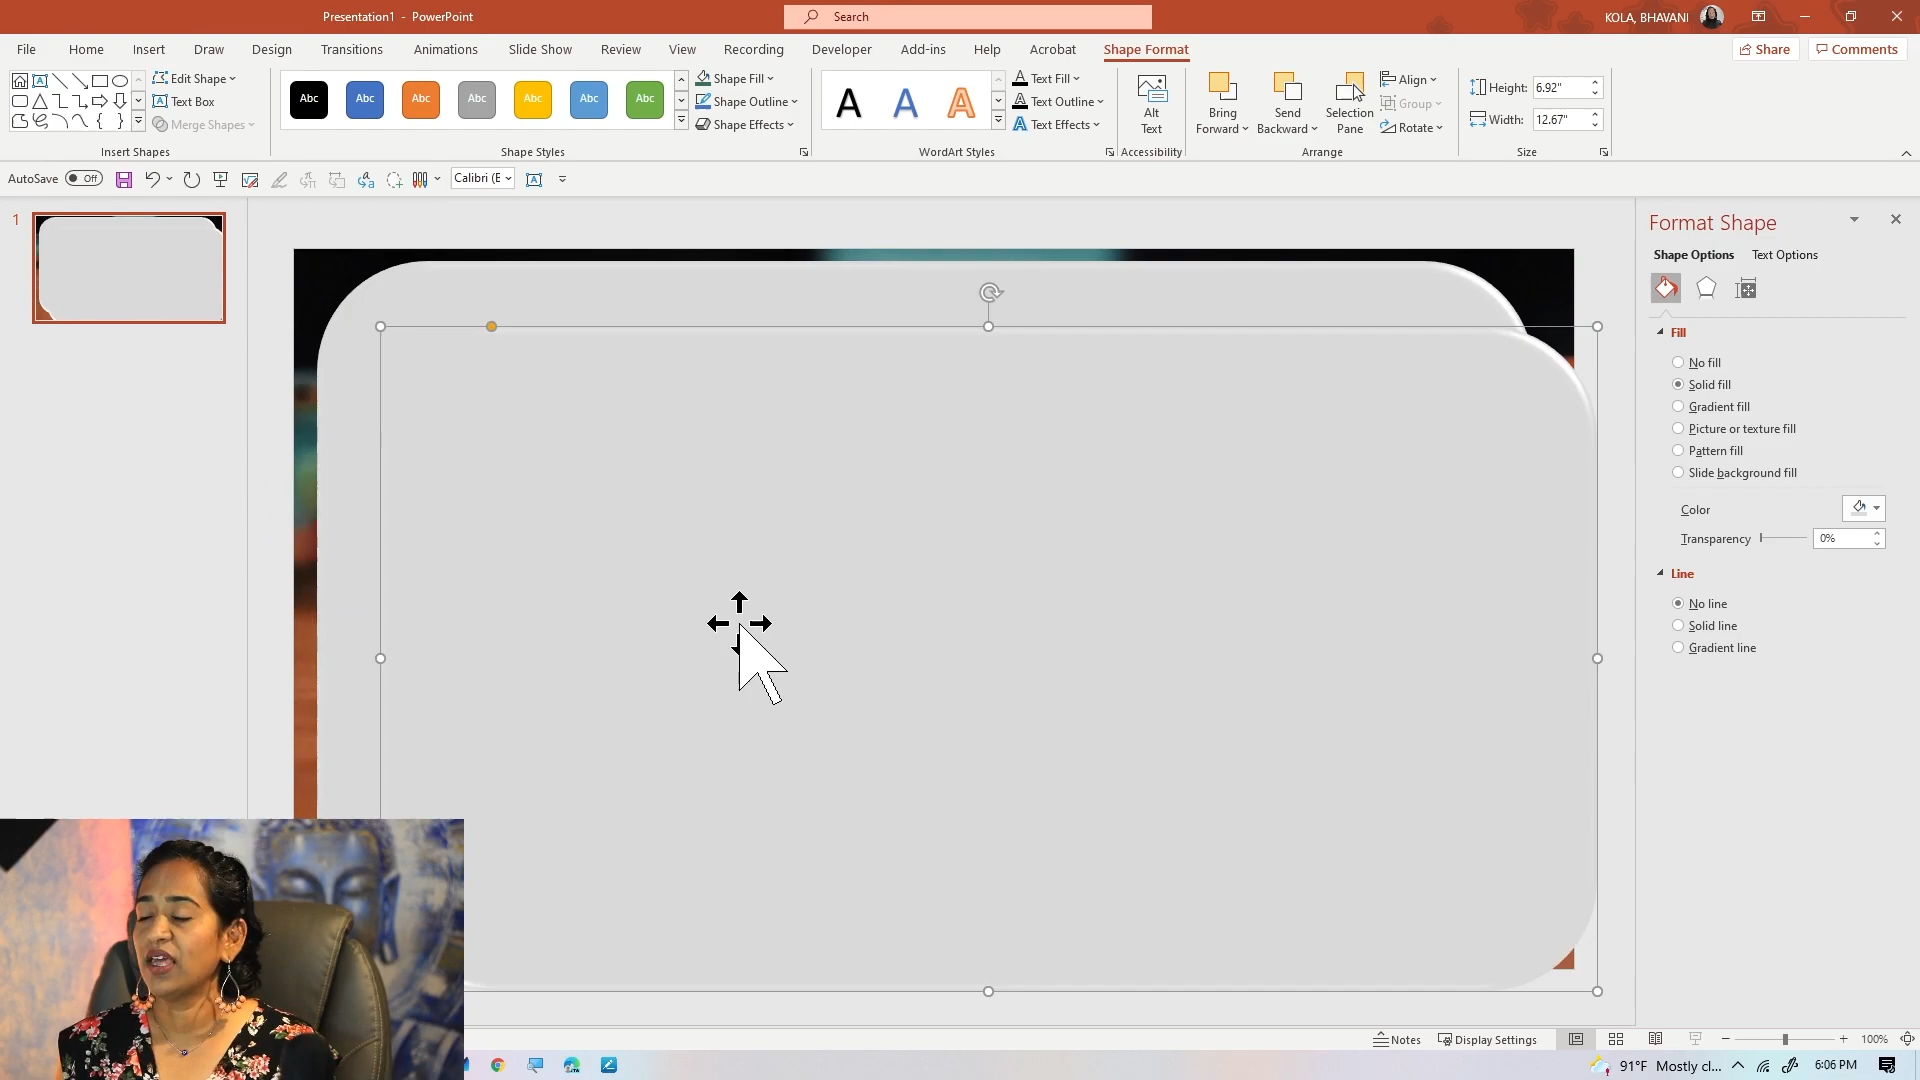 Presentation1 - PowerPoint
Search
KOLA, BHAVANI
File Home Insert Draw Design Transitions Animations Slide Show Review View Recording Developer Add-ins Help Acrobat Shape Format
Share Comments
Edit Shape
Text Box
Merge Shapes
Insert Shapes
Abc Abc Abc Abc Abc Abc Abc
Shape Fill
Shape Outline
Shape Effects
Shape Styles
A A A
Text Fill
Text Outline
Text Effects
WordArt Styles
Alt
Text
Accessibility
Bring
Forward
Send
Backward
Selection
Pane
Align
Group
Rotate
Arrange
Height: 6.92"
Width: 12.67"
Size
AutoSave Off
Calibri (E
1
Format Shape
Shape Options Text Options
Fill
No fill
Solid fill
Gradient fill
Picture or texture fill
Pattern fill
Slide background fill
Color
Transparency 0%
Line
No line
Solid line
Gradient line
Notes Display Settings 100%
91°F Mostly cl... 6:06 PM